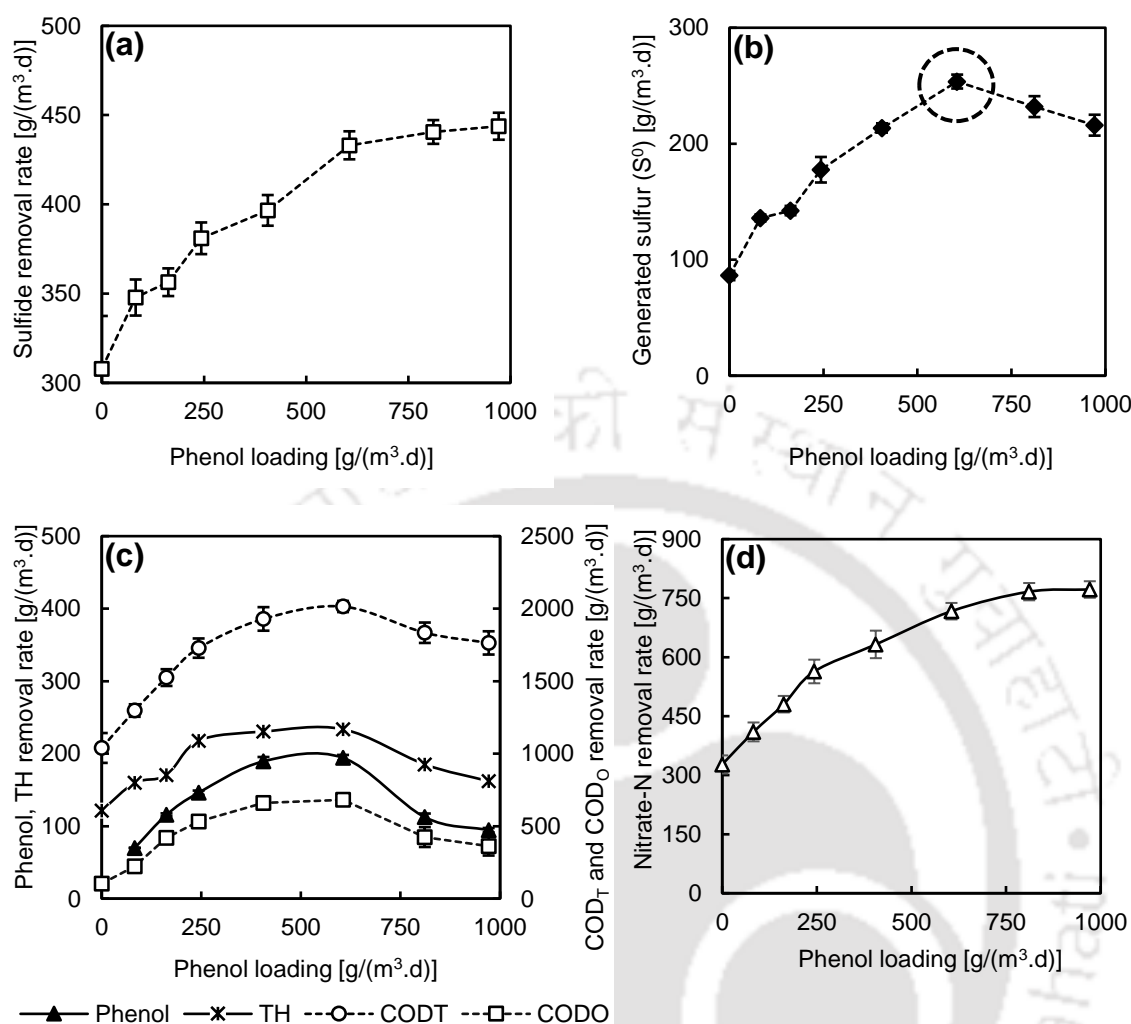 (a)
Sulfide removal rate [g/(m³.d)]
500
450
400
350
300
0 250 500 750 1000
Phenol loading [g/(m³.d)]
(b)
Generated sulfur (S⁰) [g/(m³.d)]
300
200
100
0
0 250 500 750 1000
Phenol loading [g/(m³.d)]
(c)
Phenol, TH removal rate [g/(m³.d)]
500
400
300
200
100
0
2500
2000
1500
1000
500
0
COD_T and COD_O removal rate [g/(m³.d)]
0 250 500 750 1000
Phenol loading [g/(m³.d)]
Phenol TH CODT CODO
(d)
Nitrate-N removal rate [g/(m³.d)]
900
750
600
450
300
150
0
0 250 500 750 1000
Phenol loading [g/(m³.d)]